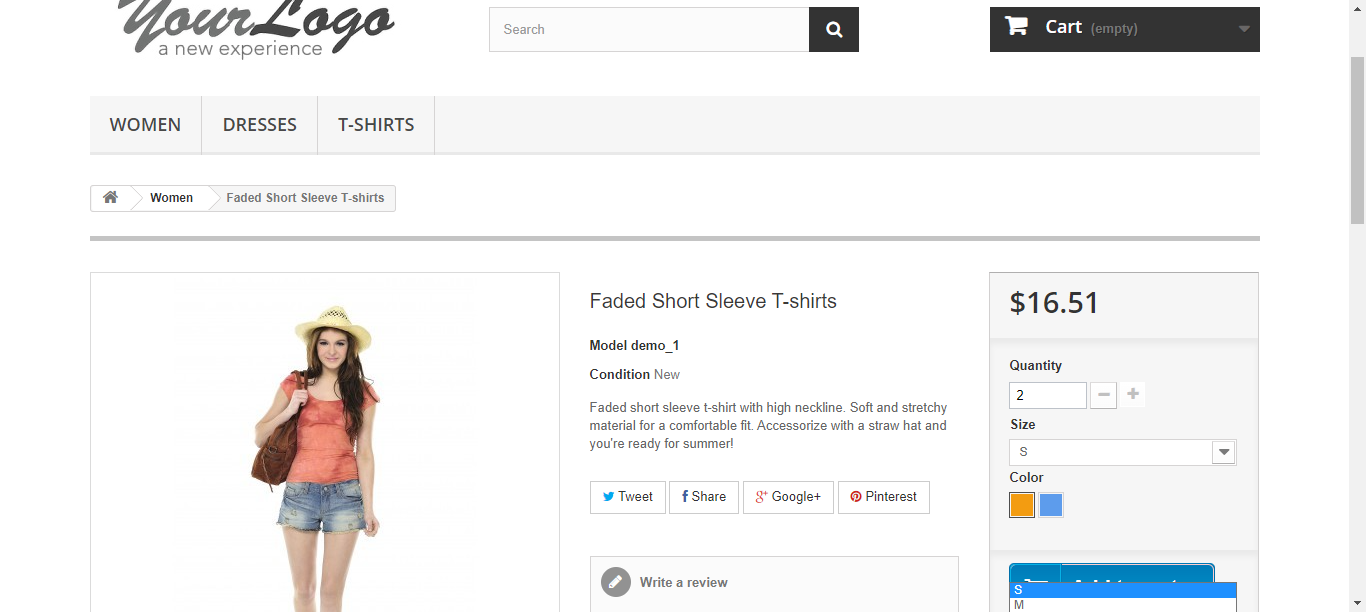 YourLogo
a new experience
Search
Cart (empty)
WOMEN
DRESSES
T-SHIRTS
Women
Faded Short Sleeve T-shirts
Faded Short Sleeve T-shirts
Model demo_1
Condition New
Faded short sleeve t-shirt with high neckline. Soft and stretchy
material for a comfortable fit. Accessorize with a straw hat and
you're ready for summer!
Tweet
Share
Google+
Pinterest
Write a review
$16.51
Quantity
2
Size
S
Color
S
M